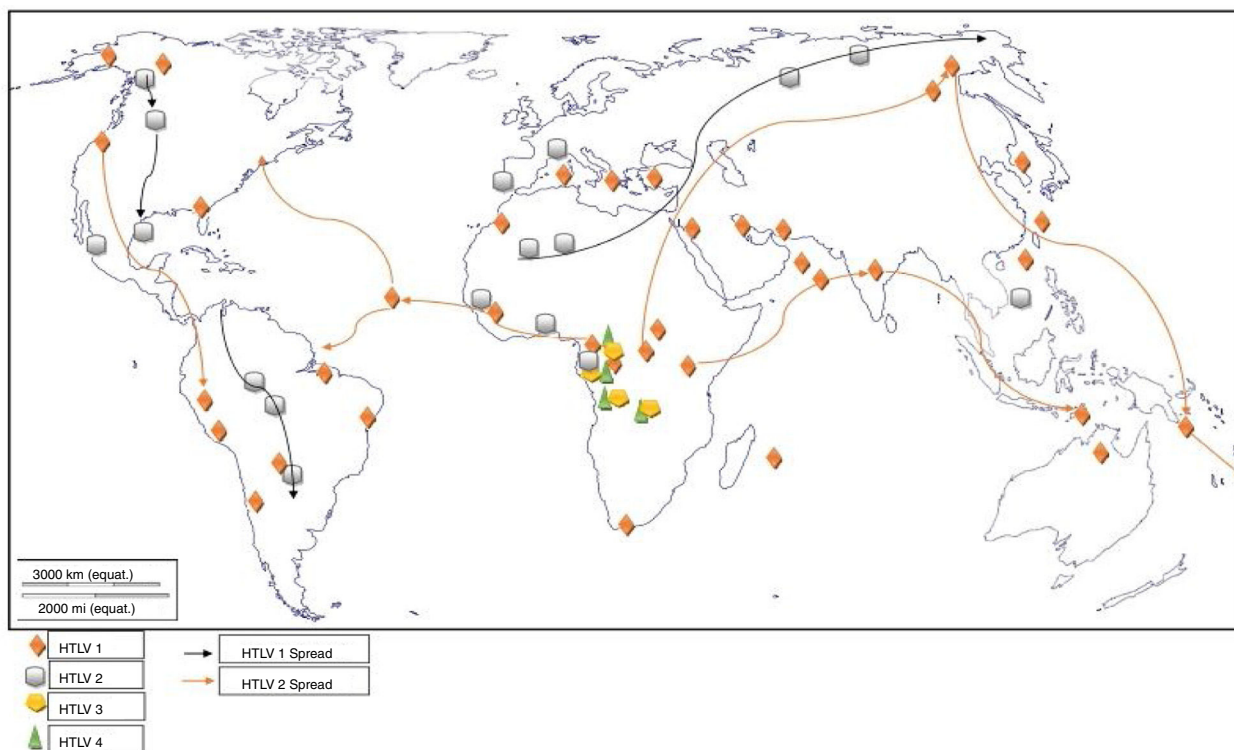 3000 km (equat.)
2000 mi (equat.)
HTLV 1
HTLV 1 Spread
HTLV 2
HTLV 2 Spread
HTLV 3
HTLV 4